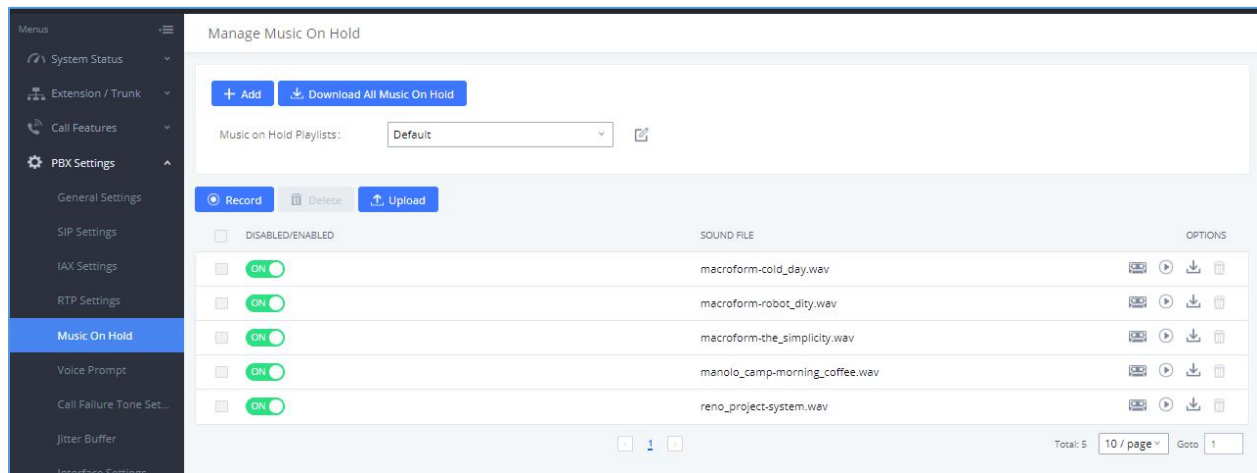 Menus
System Status
Extension / Trunk
Call Features
PBX Settings
General Settings
SIP Settings
IAX Settings
RTP Settings
Music On Hold
Voice Prompt
Call Failure Tone Set...
Jitter Buffer
Interface Settings
Manage Music On Hold
+ Add
Download All Music On Hold
Music on Hold Playlists: Default
Record Delete Upload
DISABLED/ENABLED SOUND FILE OPTIONS
ON macroform-cold_day.wav
ON macroform-robot_dity.wav
ON macroform-the_simplicity.wav
ON manolo_camp-morning_coffee.wav
ON reno_project-system.wav
< 1 > Total: 5 10 / page Goto 1